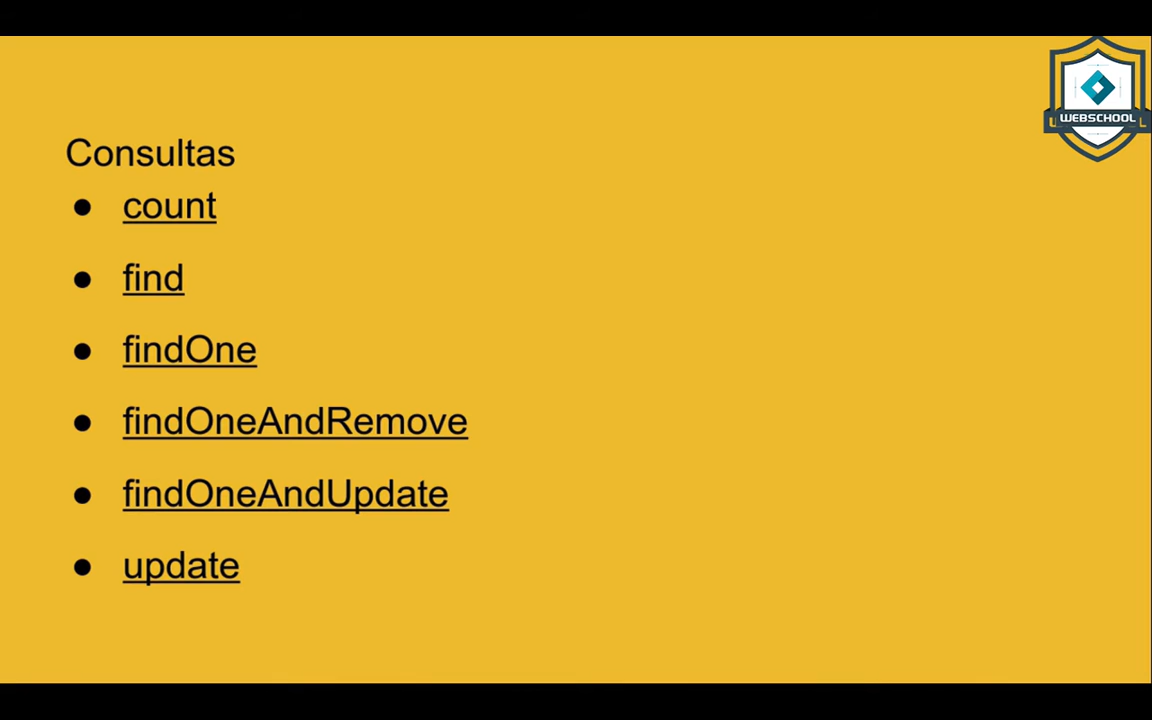 WEBSCHOOL
Consultas
● count
● find
● findOne
● findOneAndRemove
● findOneAndUpdate
● update